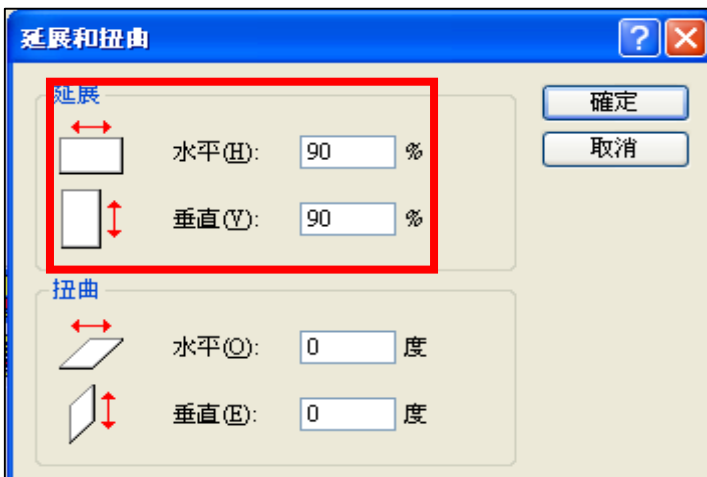 延展和扭曲
延展
水平(H): 90 %
垂直(V): 90 %
扭曲
水平(O): 0 度
垂直(E): 0 度
確定
取消